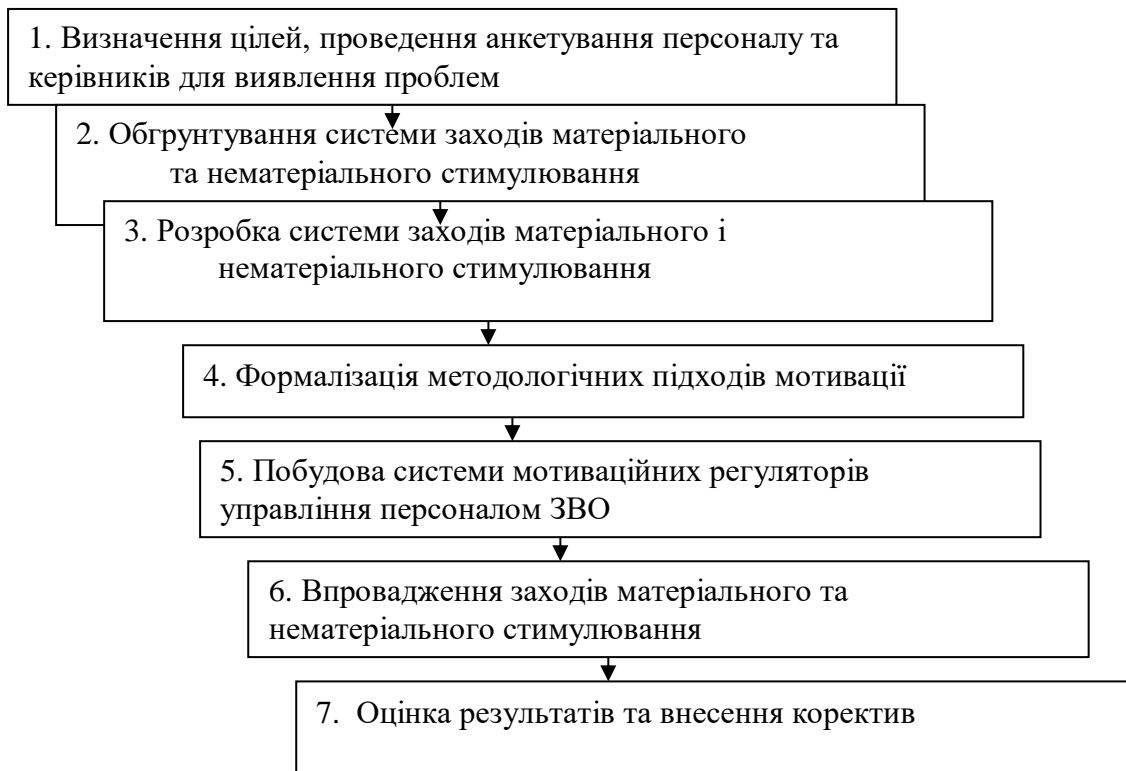 1. Визначення цілей, проведення анкетування персоналу та
керівників для виявлення проблем
2. Обгрунтування системи заходів матеріального
та нематеріального стимулювання
3. Розробка системи заходів матеріального і
нематеріального стимулювання
4. Формалізація методологічних підходів мотивації
5. Побудова системи мотиваційних регуляторів
управління персоналом ЗВО
6. Впровадження заходів матеріального та
нематеріального стимулювання
7. Оцінка результатів та внесення коректив